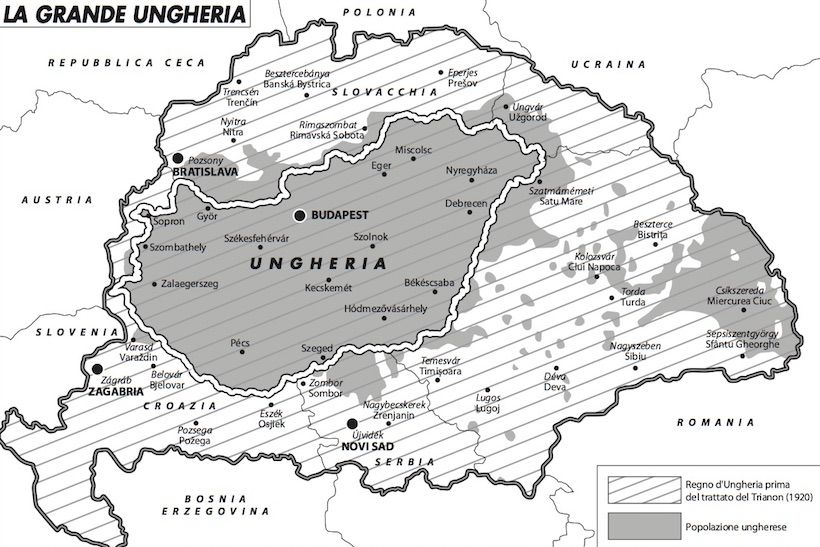 LA GRANDE UNGHERIA
POLONIA
REPUBBLICA CECA
UCRAINA
Besztercebánya
Banská Bystrica
Eperjes
Prešov
Trencsén
Trenčín
SLOVACCHIA
Ungvár
Užgorod
Nyitra
Nitra
Rimaszombat
Rimavská Sobota
Miscolsc
Pozsony
BRATISLAVA
Eger
Nyregyháza
AUSTRIA
Szatmárnémeti
Satu Mare
Sopron
Győr
BUDAPEST
Debrecen
Beszterce
Bistrița
Szombathely
Székesfehérvár
Szolnok
UNGHERIA
Kolozsvár
Cluj Napoca
Zalaegerszeg
Kecskemét
Békéscsaba
Torda
Turda
Csíkszereda
Miercurea Ciuc
Hódmezővásárhely
SLOVENIA
Varasd
Varaždin
Pécs
Szeged
Nagyszeben
Sibiu
Sepsiszentgyörgy
Sfântu Gheorghe
Temesvár
Timișoara
Zágráb
ZAGABRIA
Belovár
Bjelovar
Zombor
Sombor
Déva
Deva
CROAZIA
Eszék
Osijek
Nagybecskerek
Zrenjanin
Lugos
Lugoj
Pozsega
Požega
Újvidék
NOVI SAD
ROMANIA
SERBIA
BOSNIA
ERZEGOVINA
Regno d'Ungheria prima
del trattato del Trianon (1920)
Popolazione ungherese